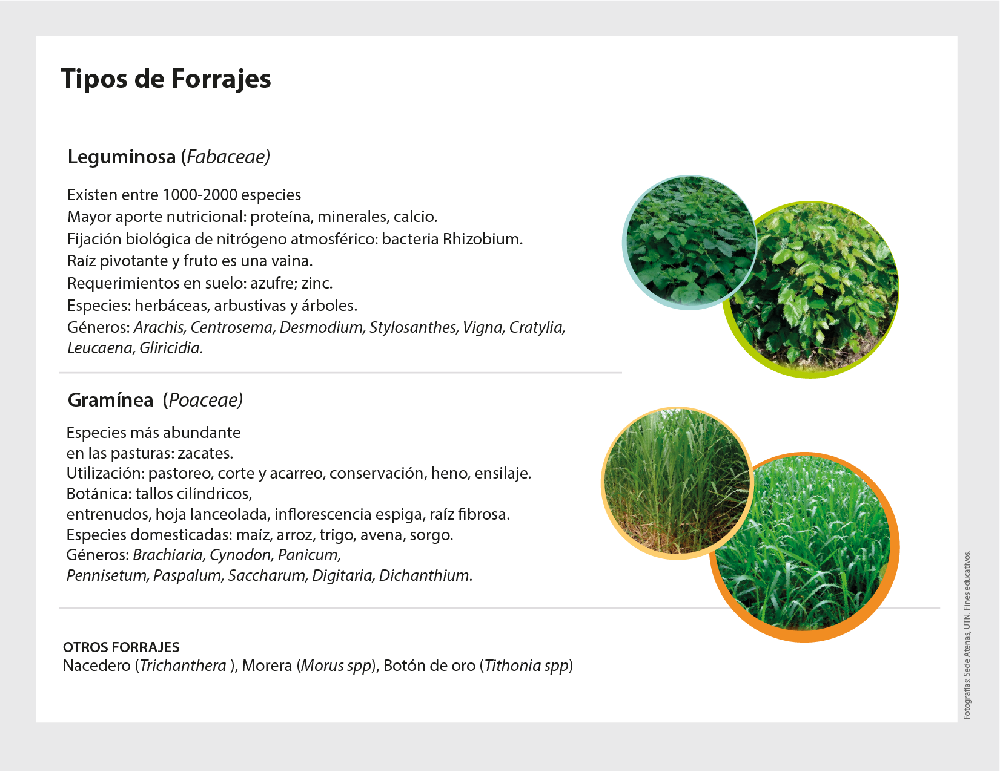 Tipos de Forrajes
Leguminosa (Fabaceae)
Existen entre 1000-2000 especies
Mayor aporte nutricional: proteína, minerales, calcio.
Fijación biológica de nitrógeno atmosférico: bacteria Rhizobium.
Raíz pivotante y fruto es una vaina.
Requerimientos en suelo: azufre; zinc.
Especies: herbáceas, arbustivas y árboles.
Géneros: Arachis, Centrosema, Desmodium, Stylosanthes, Vigna, Cratylia,
Leucaena, Gliricidia.
Gramínea  (Poaceae)
Especies más abundante
en las pasturas: zacates.
Utilización: pastoreo, corte y acarreo, conservación, heno, ensilaje.
Botánica: tallos cilíndricos,
entrenudos, hoja lanceolada, inflorescencia espiga, raíz fibrosa.
Especies domesticadas: maíz, arroz, trigo, avena, sorgo.
Géneros: Brachiaria, Cynodon, Panicum,
Pennisetum, Paspalum, Saccharum, Digitaria, Dichanthium.
OTROS FORRAJES
Nacedero (Trichanthera ), Morera (Morus spp), Botón de oro (Tithonia spp)
Fotografías: Sede Atenas, UTN. Fines educativos.